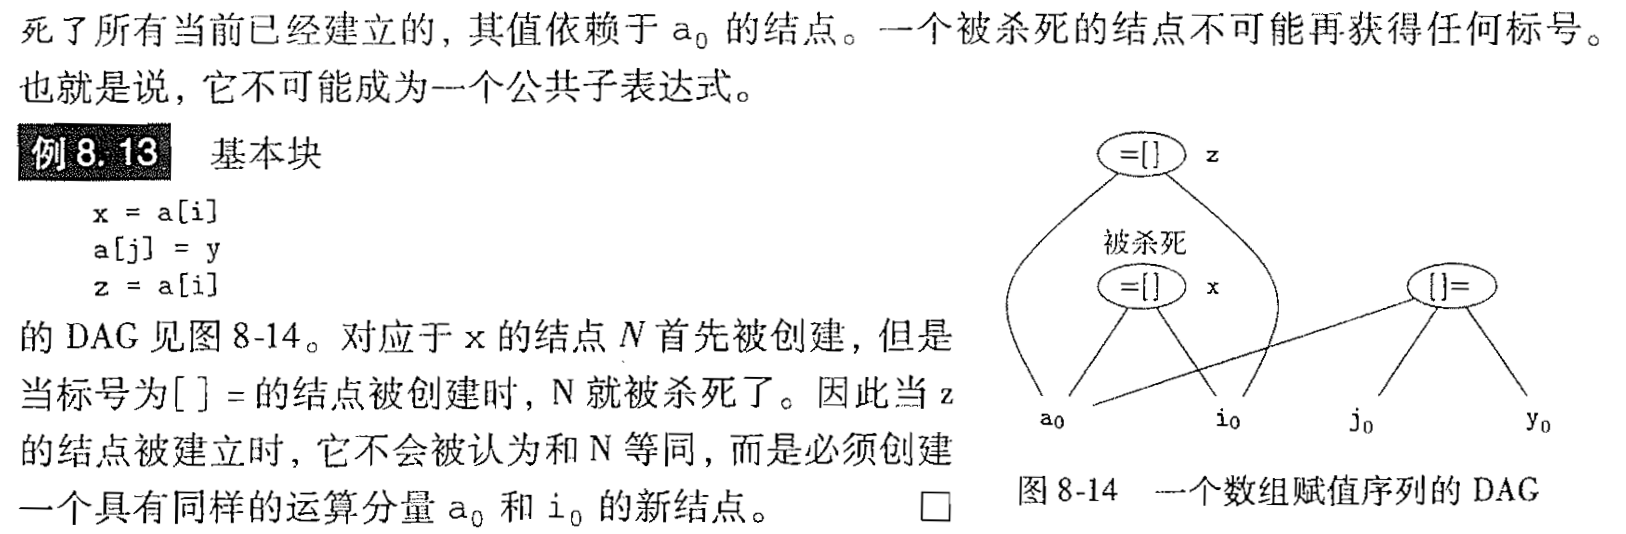 死了所有当前已经建立的，其值依赖于 a₀ 的结点。一个被杀死的结点不可能再获得任何标号。
也就是说，它不可能成为一个公共子表达式。
例 8.13 基本块
x = a[i]
a[j] = y
z = a[i]
的 DAG 见图 8-14。对应于 x 的结点 N 首先被创建，但是
当标号为[ ] =的结点被创建时，N 就被杀死了。因此当 z
的结点被建立时，它不会被认为和 N 等同，而是必须创建
一个具有同样的运算分量 a₀ 和 i₀ 的新结点。 □
=[] z
被杀死
=[] x
[]=
a₀ i₀ j₀ y₀
图 8-14 一个数组赋值序列的 DAG